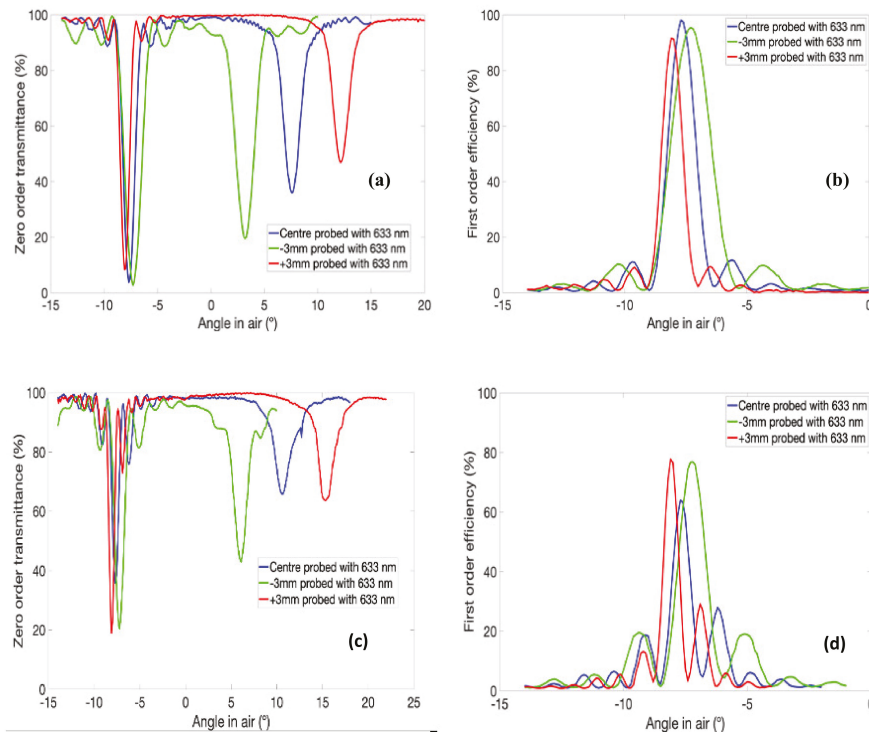 Zero order transmittance (%)
100
80
60
40
20
0
-15
-10
-5
0
5
10
15
20
Angle in air (°)
(a)
Centre probed with 633 nm
-3mm probed with 633 nm
+3mm probed with 633 nm
First order efficiency (%)
100
80
60
40
20
0
-15
-10
-5
0
Angle in air (°)
Centre probed with 633 nm
-3mm probed with 633 nm
+3mm probed with 633 nm
(b)
Zero order transmittance (%)
100
80
60
40
20
0
-15
-10
-5
0
5
10
15
20
25
Angle in air (°)
Centre probed with 633 nm
-3mm probed with 633 nm
+3mm probed with 633 nm
(c)
First order efficiency (%)
100
80
60
40
20
0
-15
-10
-5
0
Angle in air (°)
Centre probed with 633 nm
-3mm probed with 633 nm
+3mm probed with 633 nm
(d)